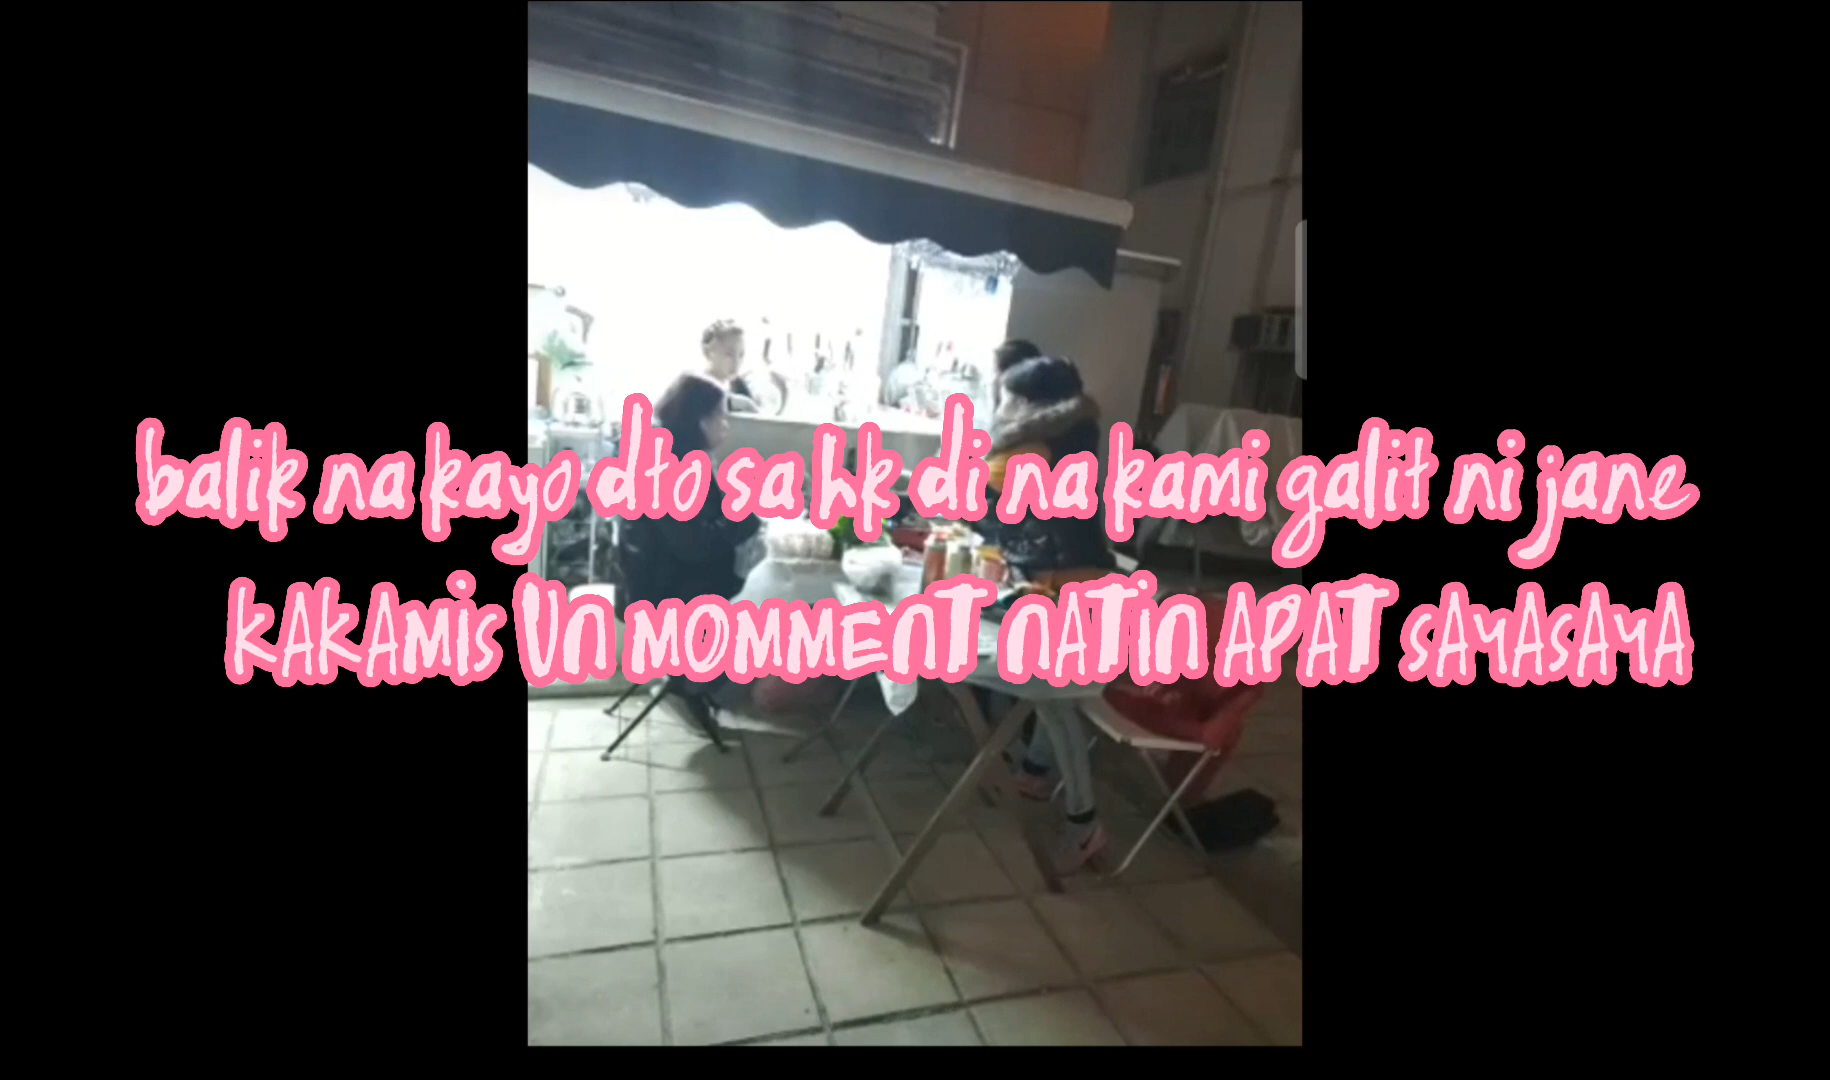 balik na kayo dto sa hk di na kami galit ni jane
KAKAMiS Un MOMMEnT nATin APAT SAYASAYA